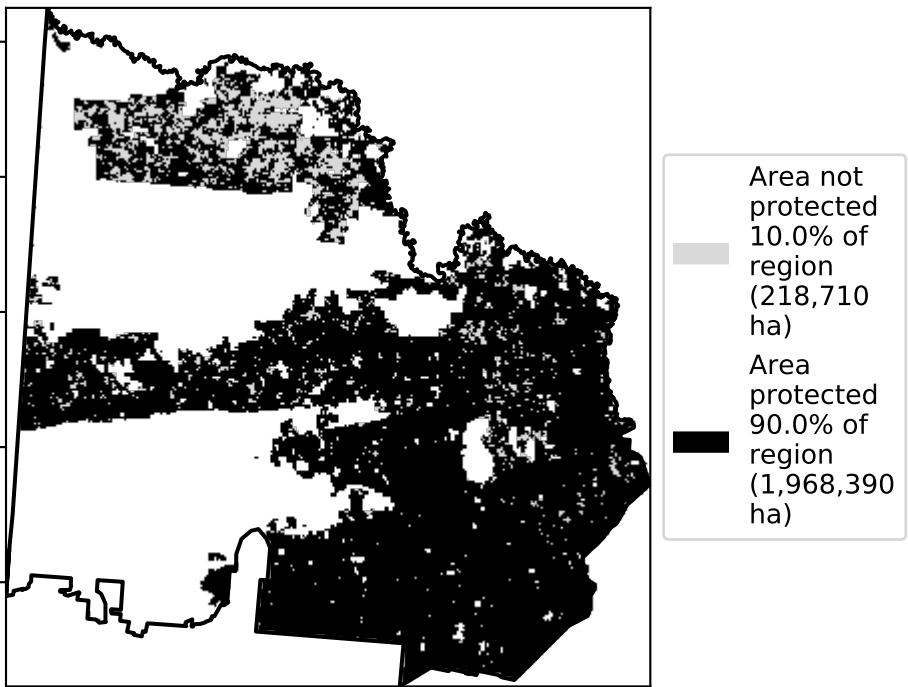 Area not
protected
10.0% of
region
(218,710
ha)
Area
protected
90.0% of
region
(1,968,390
ha)